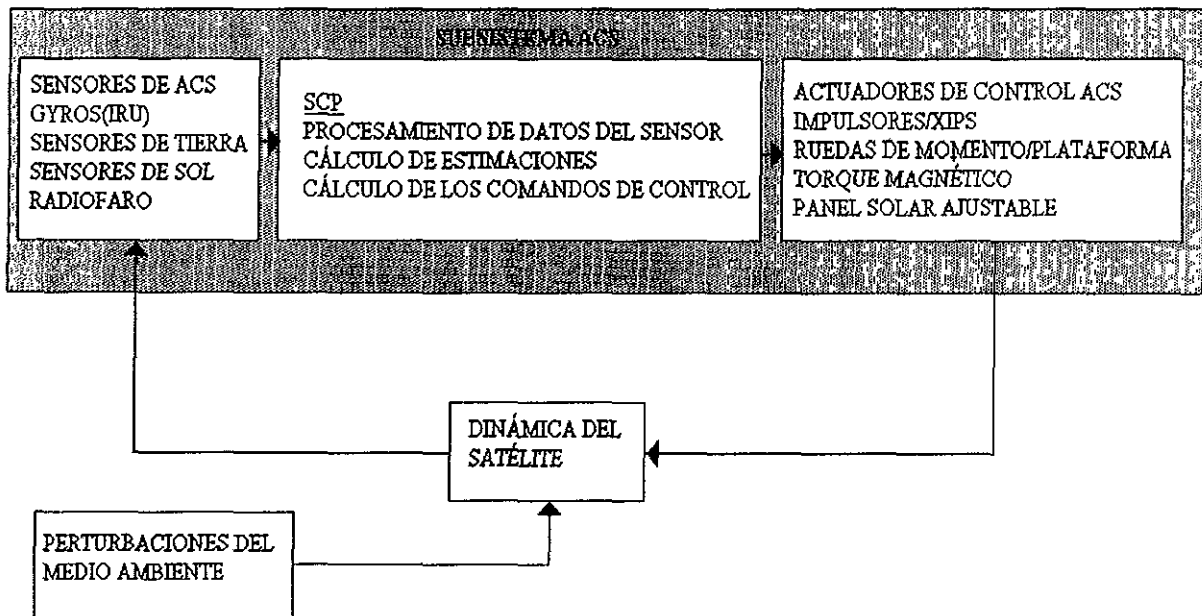 SUBSISTEMA ACS
SENSORES DE ACS
GYROS(IRU)
SENSORES DE TIERRA
SENSORES DE SOL
RADIOFARO
SCP
PROCESAMIENTO DE DATOS DEL SENSOR
CÁLCULO DE ESTIMACIONES
CÁLCULO DE LOS COMANDOS DE CONTROL
ACTUADORES DE CONTROL ACS
IMPULSORES/XIPS
RUEDAS DE MOMENTO/PLATAFORMA
TORQUE MAGNÉTICO
PANEL SOLAR AJUSTABLE
DINÁMICA DEL
SATÉLITE
PERTURBACIONES DEL
MEDIO AMBIENTE